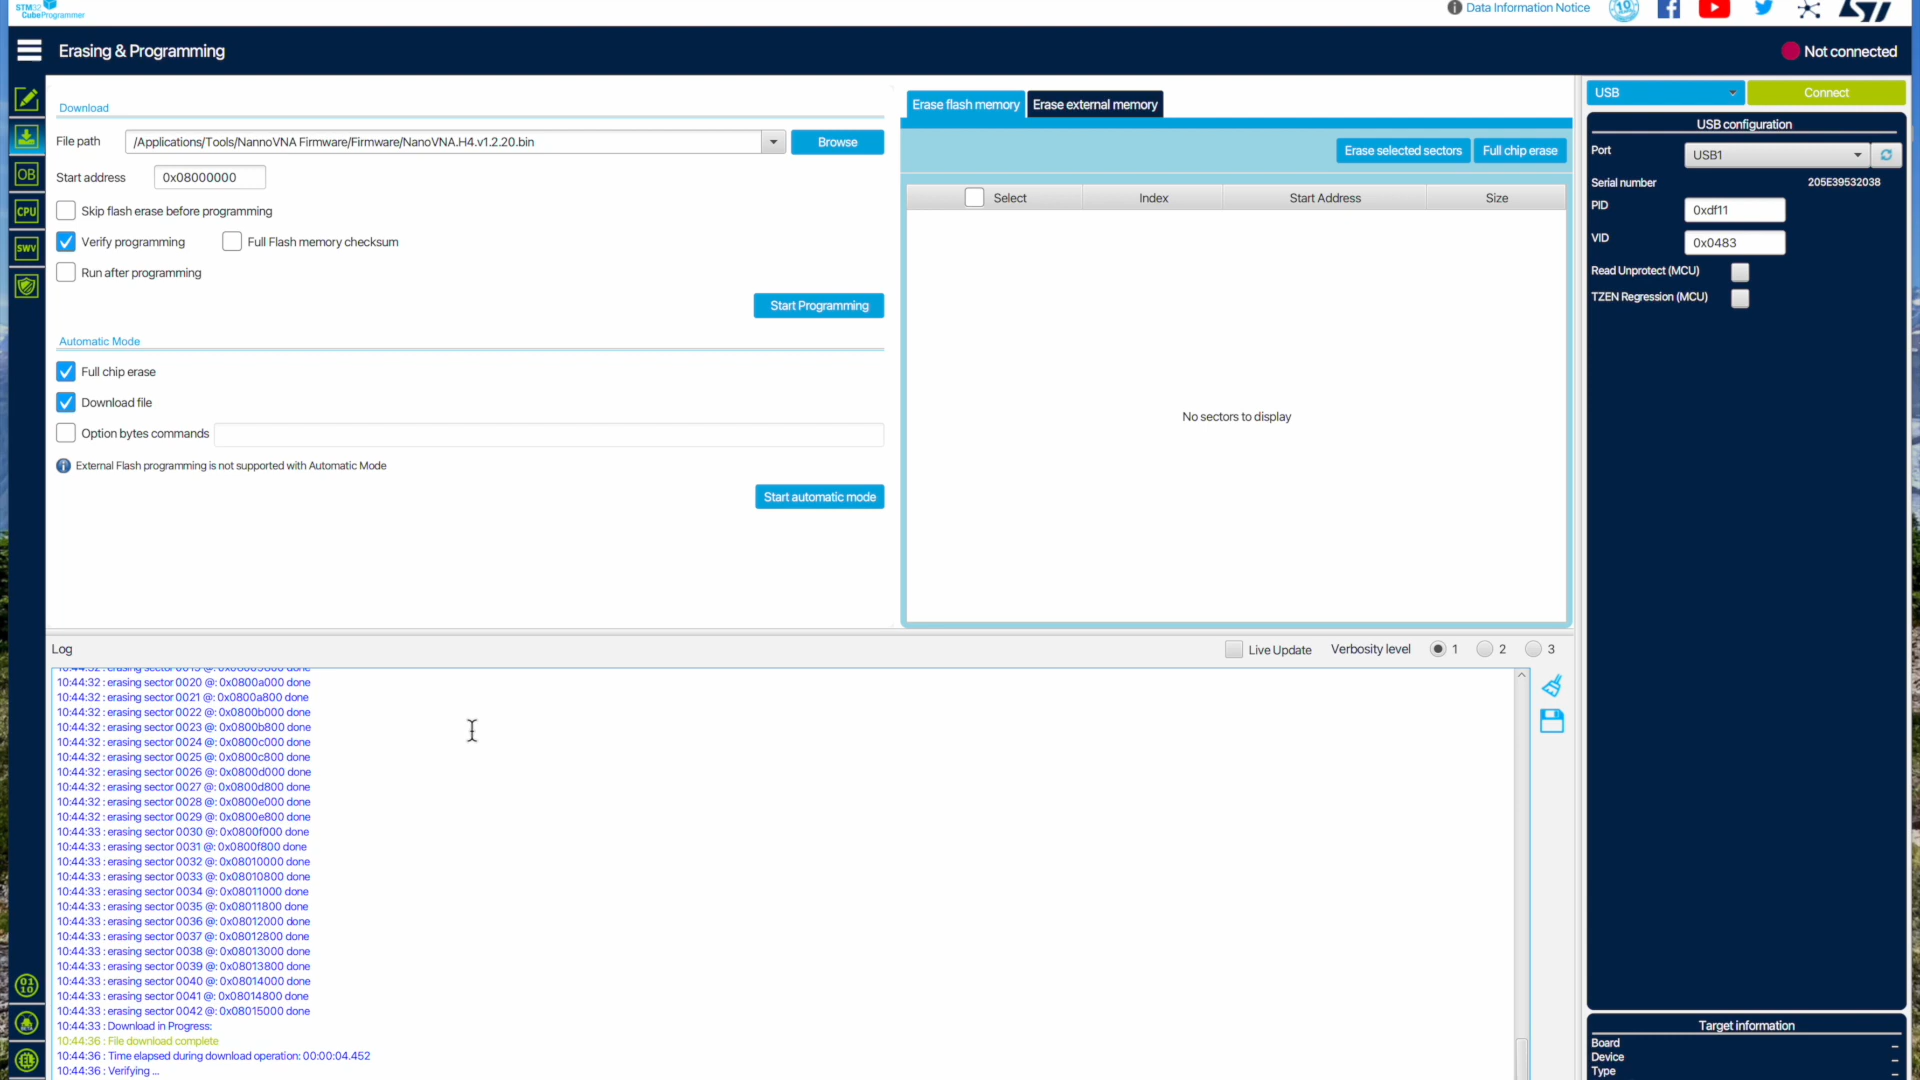 STM32
CubeProgrammer
Data Information Notice
10
Erasing & Programming
Not connected
Download
File path
/Applications/Tools/NannoVNA Firmware/Firmware/NanoVNA.H4.v1.2.20.bin
Browse
Start address
0x08000000
Skip flash erase before programming
Verify programming
Full Flash memory checksum
Run after programming
Start Programming
Automatic Mode
Full chip erase
Download file
Option bytes commands
External Flash programming is not supported with Automatic Mode
Start automatic mode
OB
CPU
SWV
Erase flash memory
Erase external memory
Erase selected sectors
Full chip erase
Select
Index
Start Address
Size
No sectors to display
USB
Connect
USB configuration
Port
USB1
Serial number
205E39532038
PID
0xdf11
VID
0x0483
Read Unprotect (MCU)
TZEN Regression (MCU)
Log
Live Update
Verbosity level
1
2
3
10:44:32 : erasing sector 0019 @: 0x08009800 done
10:44:32 : erasing sector 0020 @: 0x0800a000 done
10:44:32 : erasing sector 0021 @: 0x0800a800 done
10:44:32 : erasing sector 0022 @: 0x0800b000 done
10:44:32 : erasing sector 0023 @: 0x0800b800 done
10:44:32 : erasing sector 0024 @: 0x0800c000 done
10:44:32 : erasing sector 0025 @: 0x0800c800 done
10:44:32 : erasing sector 0026 @: 0x0800d000 done
10:44:32 : erasing sector 0027 @: 0x0800d800 done
10:44:32 : erasing sector 0028 @: 0x0800e000 done
10:44:32 : erasing sector 0029 @: 0x0800e800 done
10:44:33 : erasing sector 0030 @: 0x0800f000 done
10:44:33 : erasing sector 0031 @: 0x0800f800 done
10:44:33 : erasing sector 0032 @: 0x08010000 done
10:44:33 : erasing sector 0033 @: 0x08010800 done
10:44:33 : erasing sector 0034 @: 0x08011000 done
10:44:33 : erasing sector 0035 @: 0x08011800 done
10:44:33 : erasing sector 0036 @: 0x08012000 done
10:44:33 : erasing sector 0037 @: 0x08012800 done
10:44:33 : erasing sector 0038 @: 0x08013000 done
10:44:33 : erasing sector 0039 @: 0x08013800 done
10:44:33 : erasing sector 0040 @: 0x08014000 done
10:44:33 : erasing sector 0041 @: 0x08014800 done
10:44:33 : erasing sector 0042 @: 0x08015000 done
10:44:33 : Download in Progress:
10:44:36 : File download complete
10:44:36 : Time elapsed during download operation: 00:00:04.452
10:44:36 : Verifying ...
01
10
Target information
Board
–
Device
–
Type
–